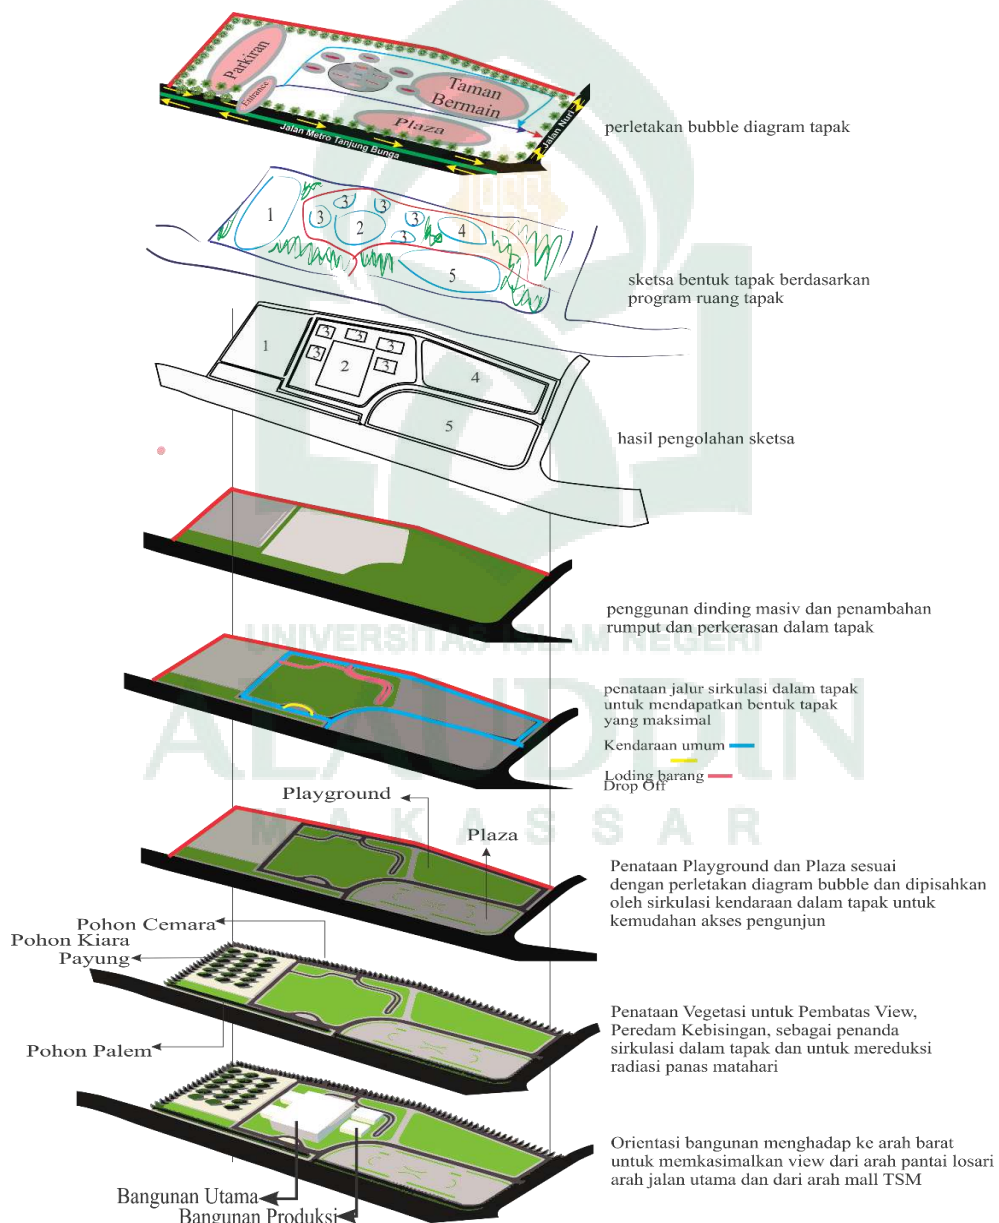 Parkiran
Entrance
Taman
Bermain
Plaza
Jalan Metro Tanjung Bunga
Jalan Nuri
perletakan bubble diagram tapak
1
3
3
3
3
3
2
4
5
sketsa bentuk tapak berdasarkan
program ruang tapak
1
3
3
3
3
3
2
4
5
hasil pengolahan sketsa
penggunan dinding masiv dan penambahan
rumput dan perkerasan dalam tapak
UNIVERSITAS ISLAM NEGERI
penataan jalur sirkulasi dalam tapak
untuk mendapatkan bentuk tapak
yang maksimal
Kendaraan umum
Loding barang
Drop Off
ALAUDDIN
MAKASSAR
Playground
Plaza
Penataan Playground dan Plaza sesuai
dengan perletakan diagram bubble dan dipisahkan
oleh sirkulasi kendaraan dalam tapak untuk
kemudahan akses pengunjun
Pohon Cemara
Pohon Kiara
Payung
Pohon Palem
Penataan Vegetasi untuk Pembatas View,
Peredam Kebisingan, sebagai penanda
sirkulasi dalam tapak dan untuk mereduksi
radiasi panas matahari
Orientasi bangunan menghadap ke arah barat
untuk memkasimalkan view dari arah pantai losari
arah jalan utama dan dari arah mall TSM
Bangunan Utama
Bangunan Produksi